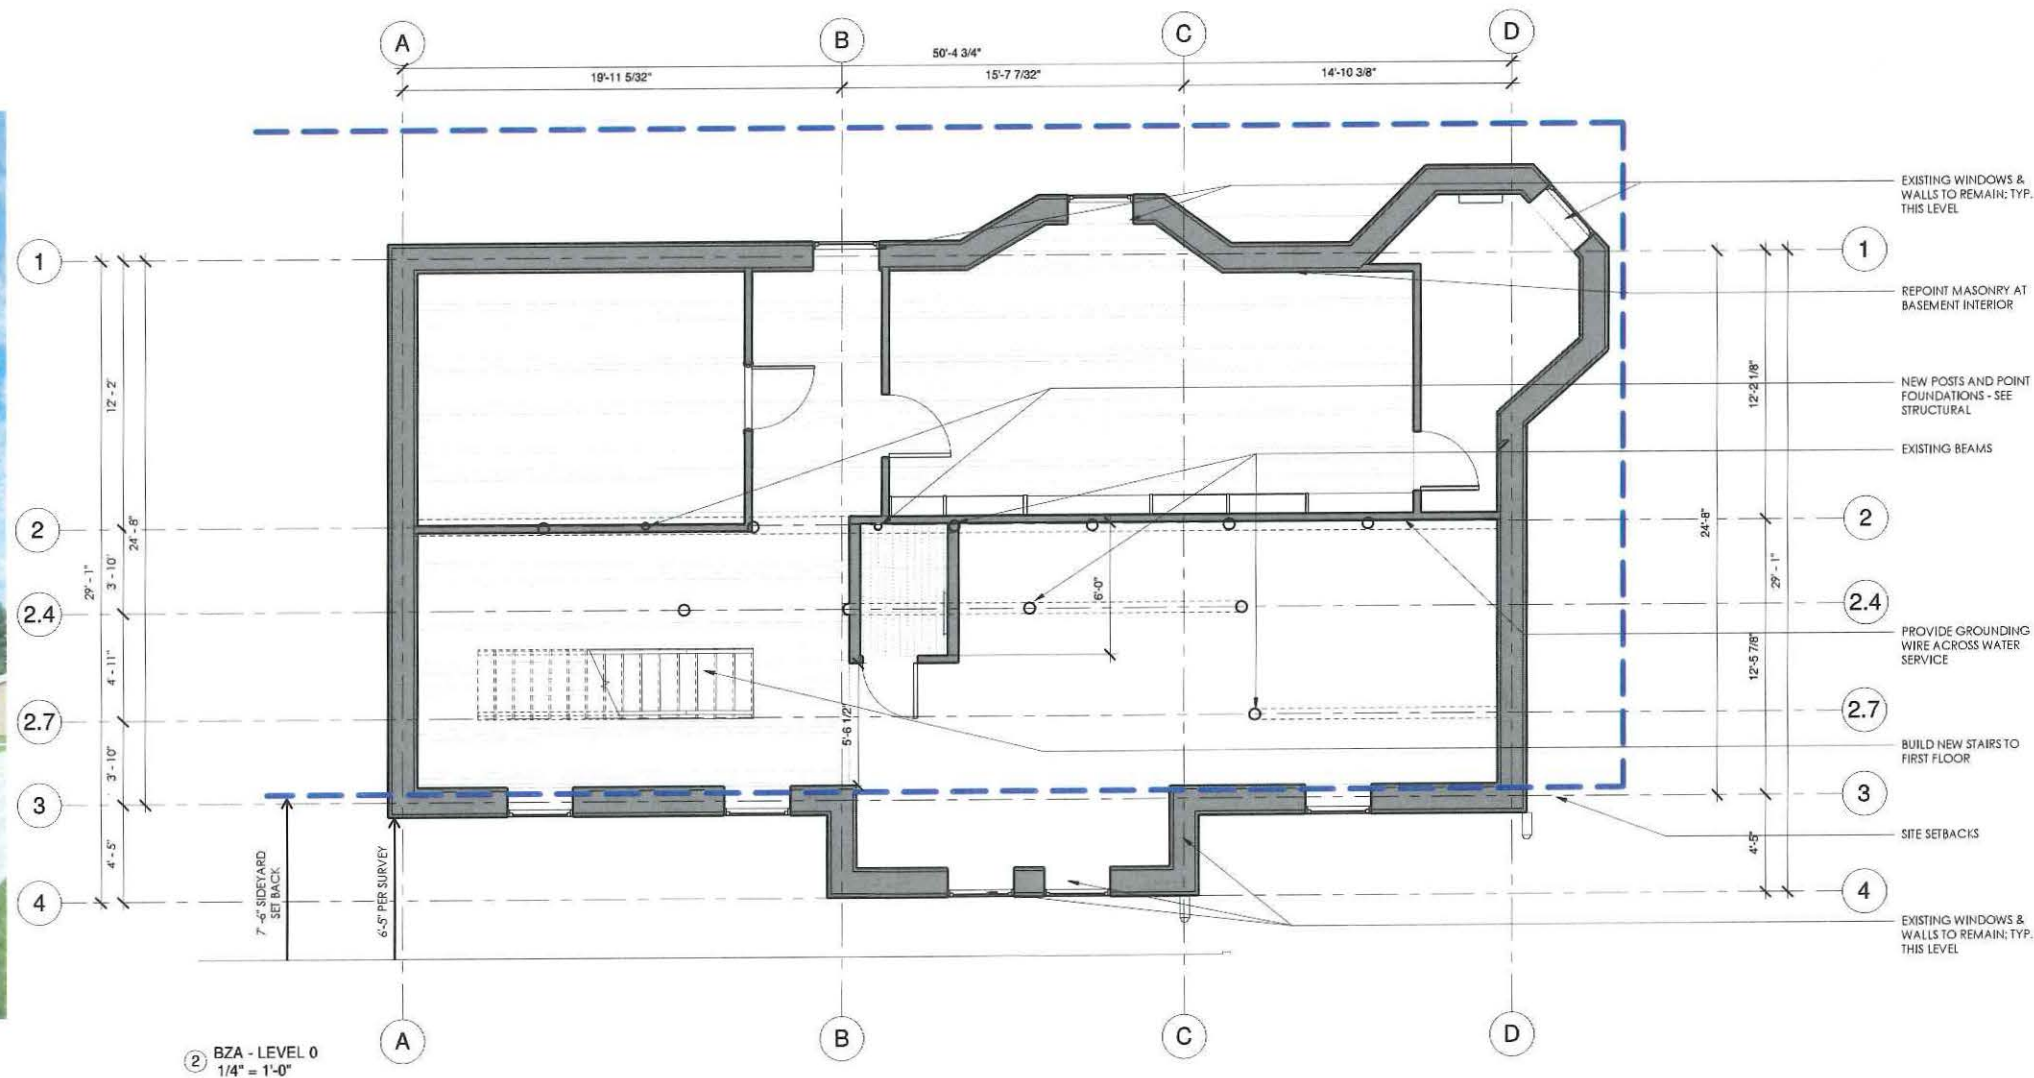 A
B
C
D
50'-4 3/4"
19'-11 5/32"
15'-7 7/32"
14'-10 3/8"
EXISTING WINDOWS &
WALLS TO REMAIN; TYP.
THIS LEVEL
1
1
REPOINT MASONRY AT
BASEMENT INTERIOR
12' - 2"
12'-2 1/8"
NEW POSTS AND POINT
FOUNDATIONS - SEE
STRUCTURAL
EXISTING BEAMS
2
2
24' - 8"
24'-8"
29' - 1"
29' - 1"
3' - 10"
6'-0"
2.4
2.4
PROVIDE GROUNDING
WIRE ACROSS WATER
SERVICE
4' - 11"
12'-5 7/8"
2.7
2.7
5'-6 1/2"
BUILD NEW STAIRS TO
FIRST FLOOR
3' - 10"
3
3
SITE SETBACKS
4' - 5"
4'-5"
7' -6" SIDEYARD
SET BACK
6'-5" PER SURVEY
4
4
EXISTING WINDOWS &
WALLS TO REMAIN; TYP.
THIS LEVEL
A
B
C
D
2
BZA - LEVEL 0
1/4" = 1'-0"